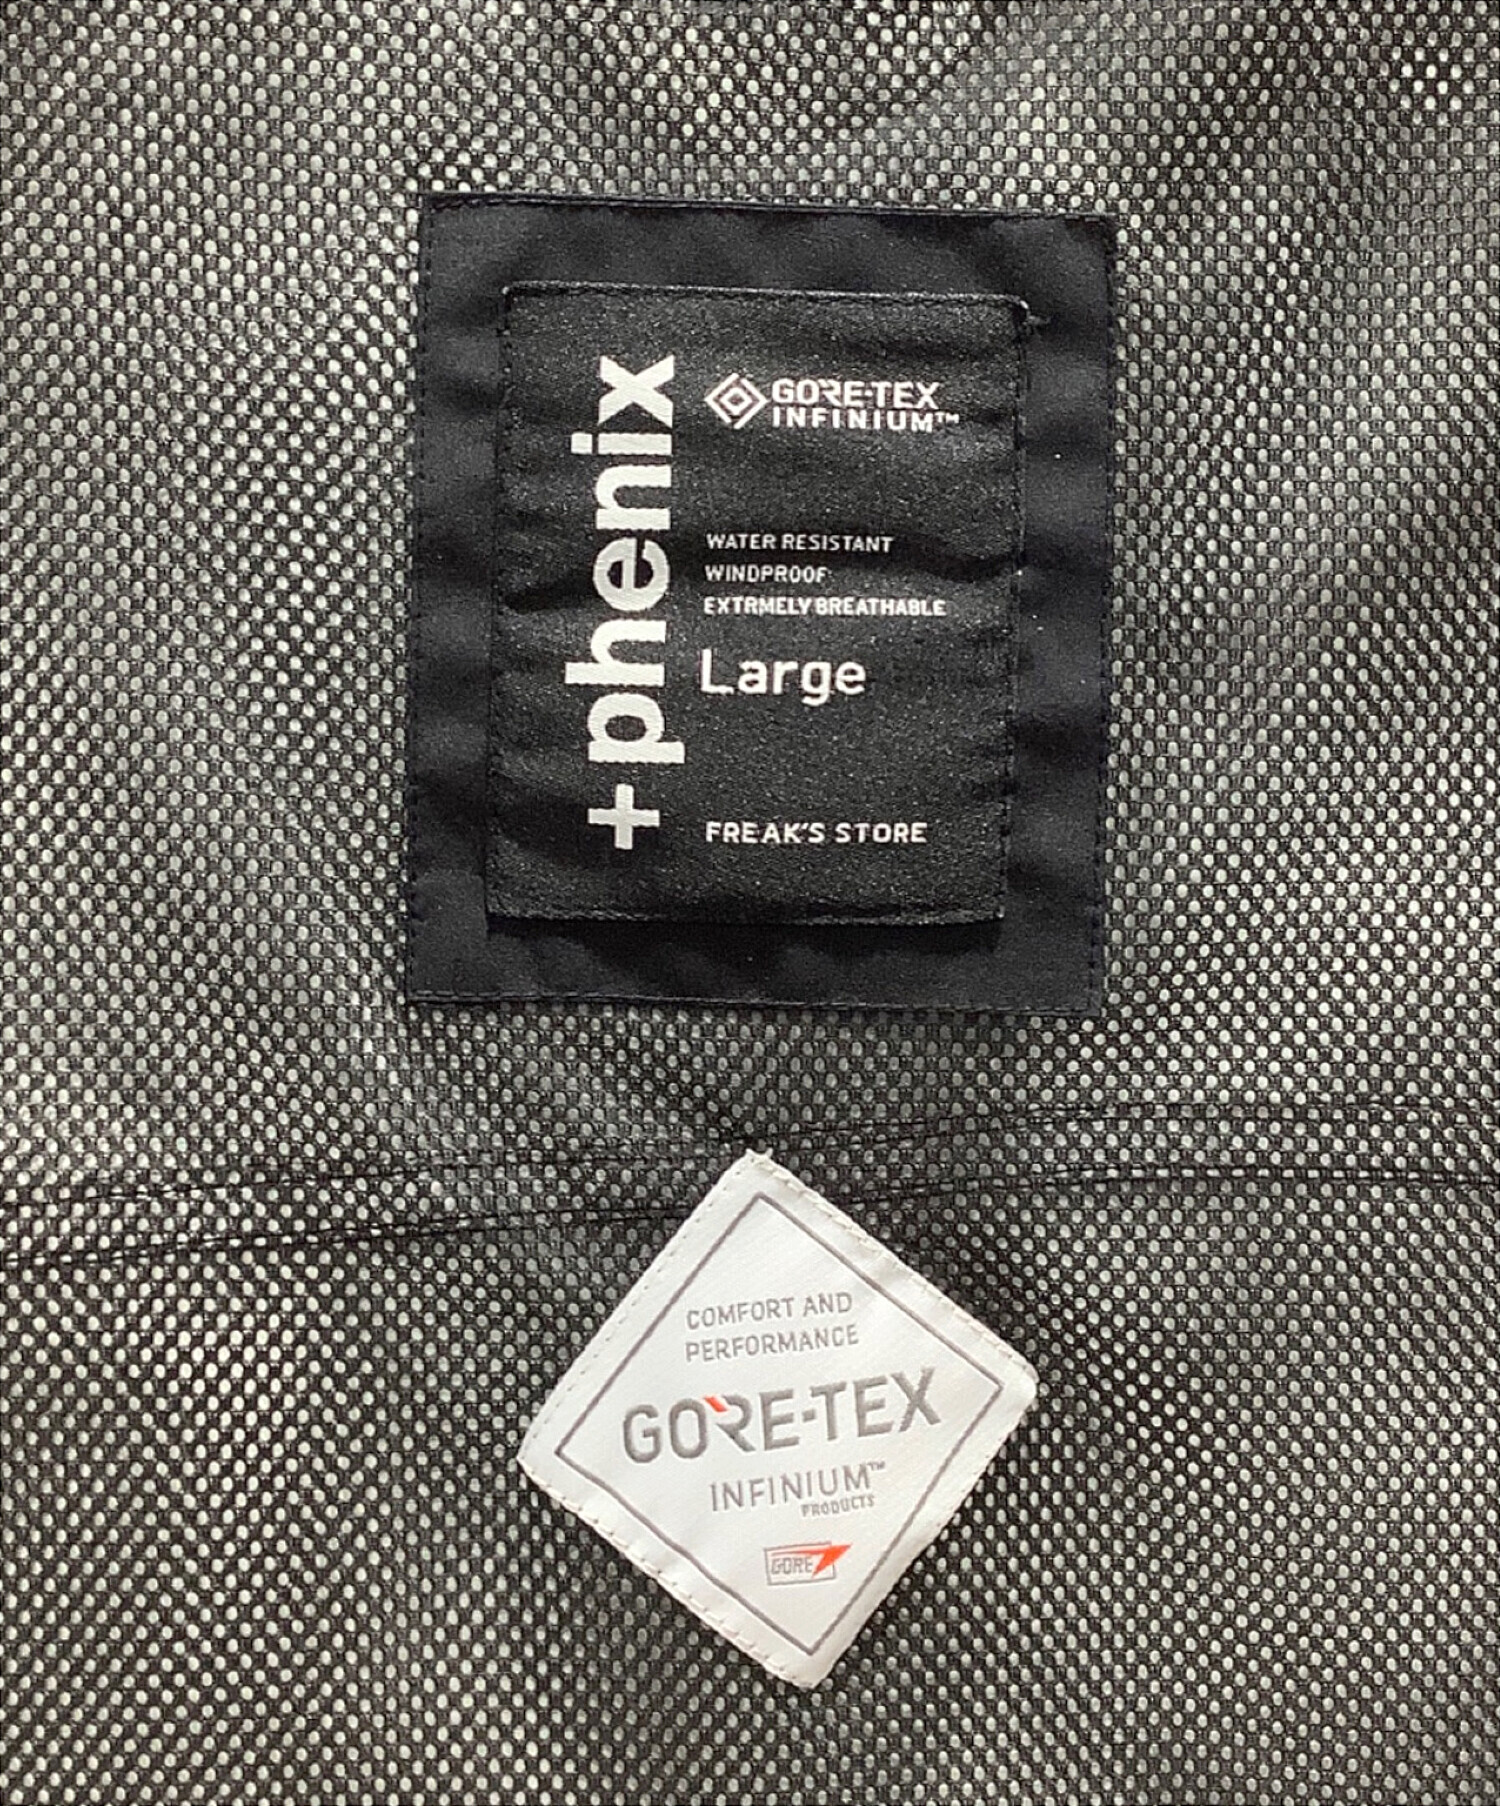 +phenix
GORE-TEX
INFINIUM™
WATER RESISTANT
WINDPROOF
EXTRMELY BREATHABLE
Large
FREAK'S STORE
COMFORT AND
PERFORMANCE
GORE-TEX
INFINIUM™
PRODUCTS
GORE